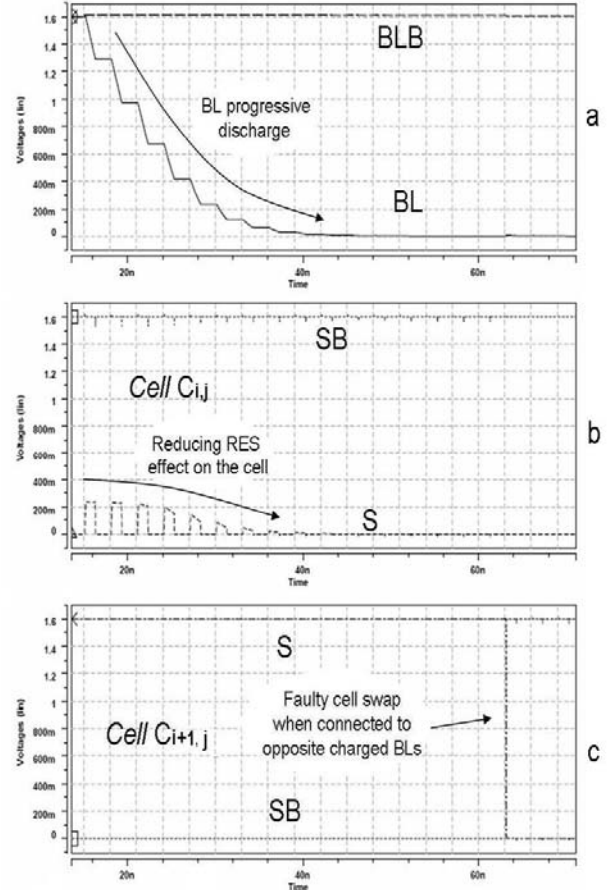 1.6
BLB
1.4
1.2
1
BL progressive
discharge
a
800m
600m
400m
BL
200m
0
Voltages (lin)
20n
40n
60n
Time
1.6
SB
1.4
1.2
Cell Ci,j
1
800m
Reducing RES
effect on the cell
b
600m
400m
200m
S
0
Voltages (lin)
20n
40n
60n
Time
1.6
S
1.4
1.2
1
Faulty cell swap
when connected to
opposite charged BLs
Cell Ci+1, j
800m
c
600m
400m
200m
SB
0
Voltages (lin)
20n
40n
60n
Time